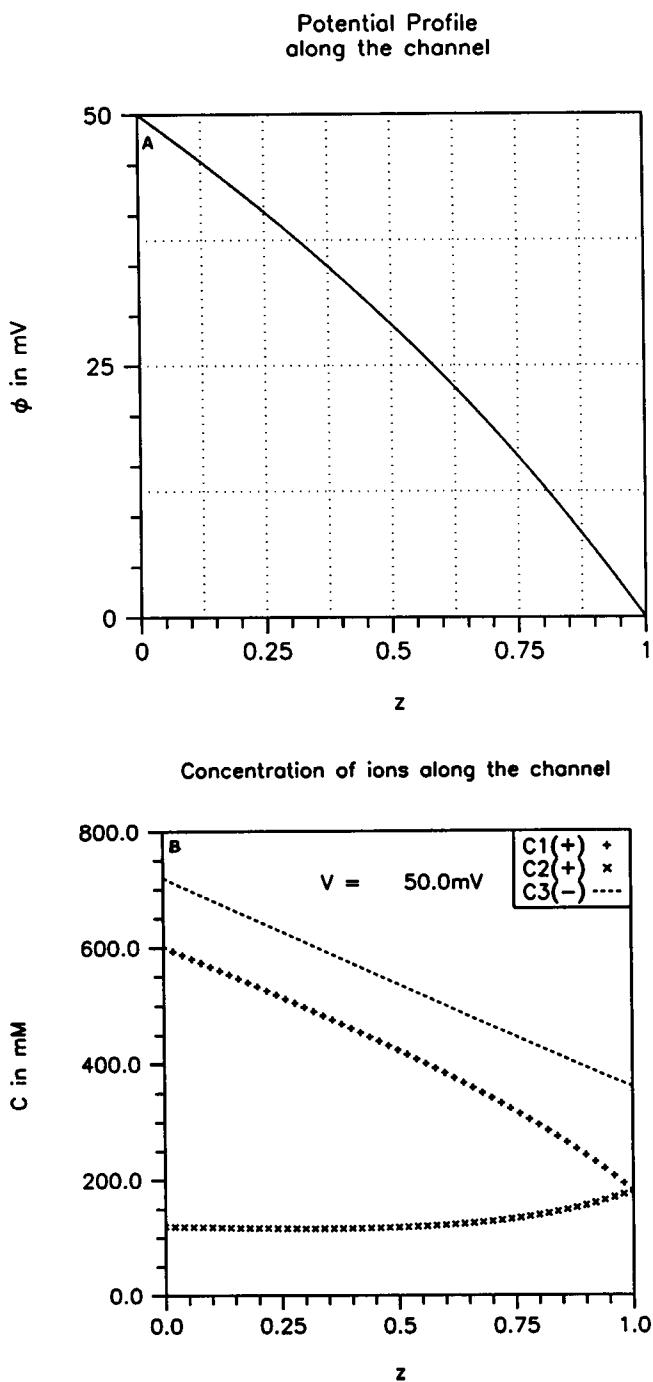 Potential Profile
along the channel
50
A
25
0
ϕ in mV
0 0.25 0.5 0.75 1
z
Concentration of ions along the channel
800.0
B
C1(+) +
C2(+) ×
C3(-) -----
V = 50.0mV
600.0
400.0
200.0
0.0
C in mM
0.0 0.25 0.5 0.75 1.0
z